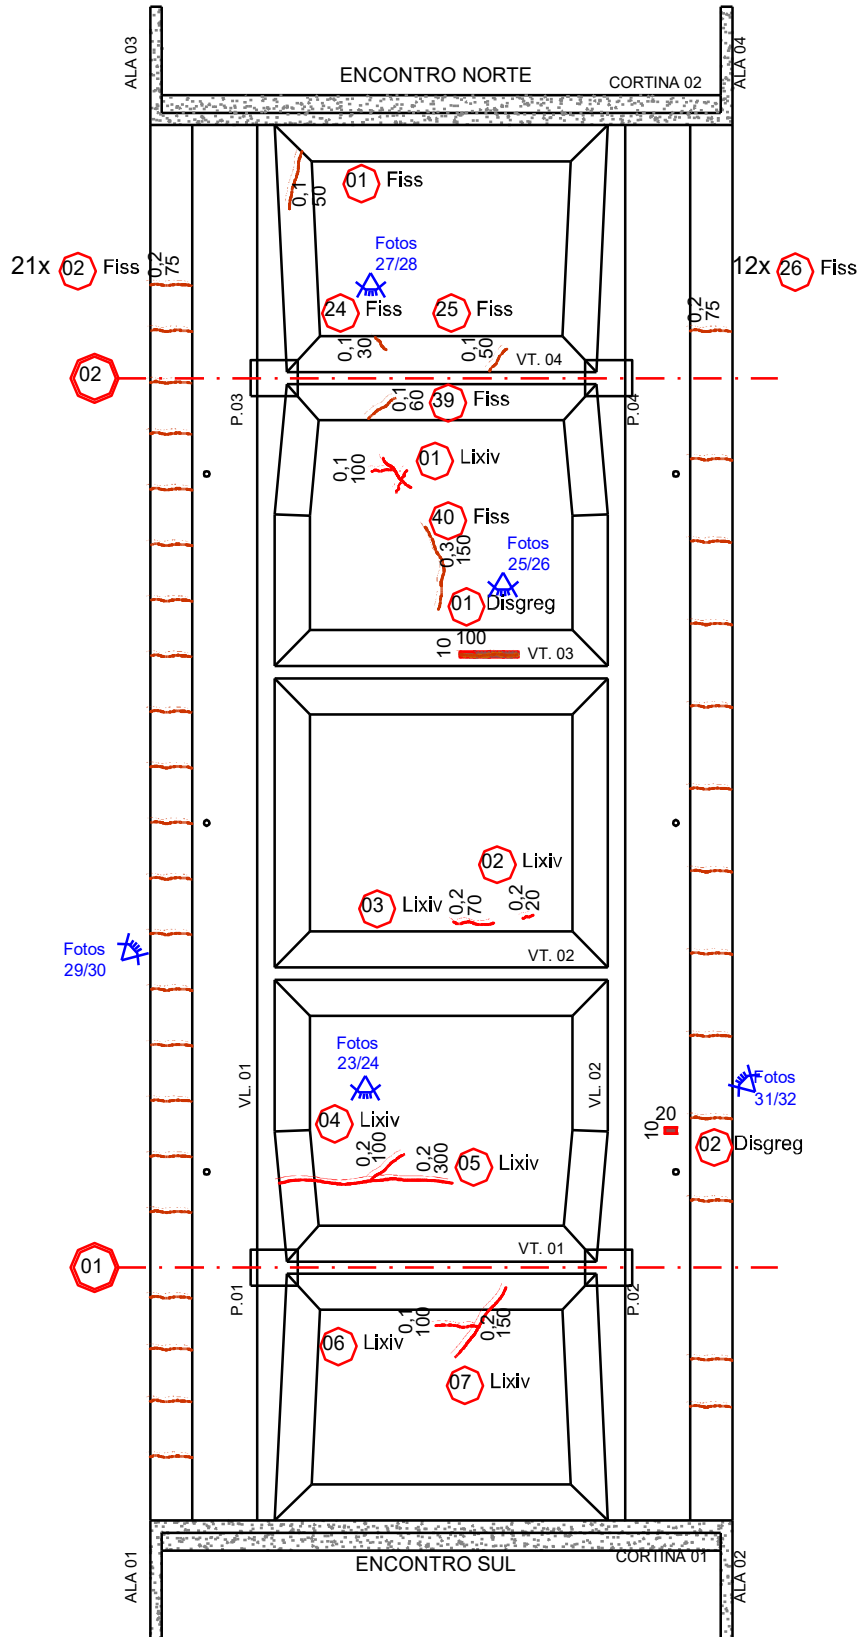 ALA 03
ALA 04
ENCONTRO NORTE
CORTINA 02
01 Fiss
0,1
50
21x 02 Fiss
0,2
75
Fotos
27/28
12x 26 Fiss
0,2
75
24 Fiss
25 Fiss
0,1
30
0,1
50
VT. 04
02
P.03
P.04
0,1
60
39 Fiss
01 Lixiv
0,1
100
40 Fiss
0,3
150
Fotos
25/26
01 Disgreg
10
100
VT. 03
02 Lixiv
03 Lixiv
0,2
70
0,2
20
Fotos
29/30
VT. 02
VL. 01
VL. 02
Fotos
23/24
Fotos
31/32
04 Lixiv
0,2
100
0,2
300
05 Lixiv
10
20
02 Disgreg
VT. 01
01
P.01
P.02
0,1
100
0,2
150
06 Lixiv
07 Lixiv
ENCONTRO SUL
CORTINA 01
ALA 01
ALA 02